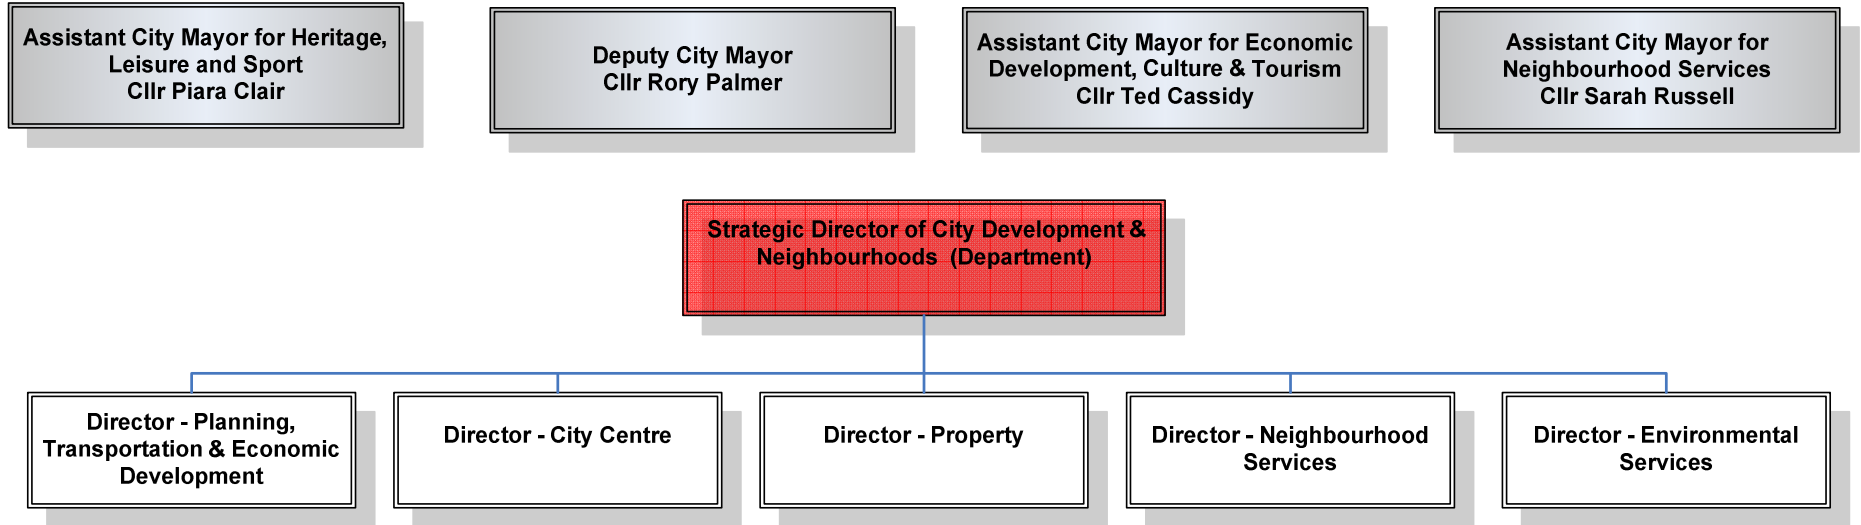 Assistant City Mayor for Heritage,
Leisure and Sport
Cllr Piara Clair
Deputy City Mayor
Cllr Rory Palmer
Assistant City Mayor for Economic
Development, Culture & Tourism
Cllr Ted Cassidy
Assistant City Mayor for
Neighbourhood Services
Cllr Sarah Russell
Strategic Director of City Development &
Neighbourhoods (Department)
Director - Planning,
Transportation & Economic
Development
Director - City Centre
Director - Property
Director - Neighbourhood
Services
Director - Environmental
Services